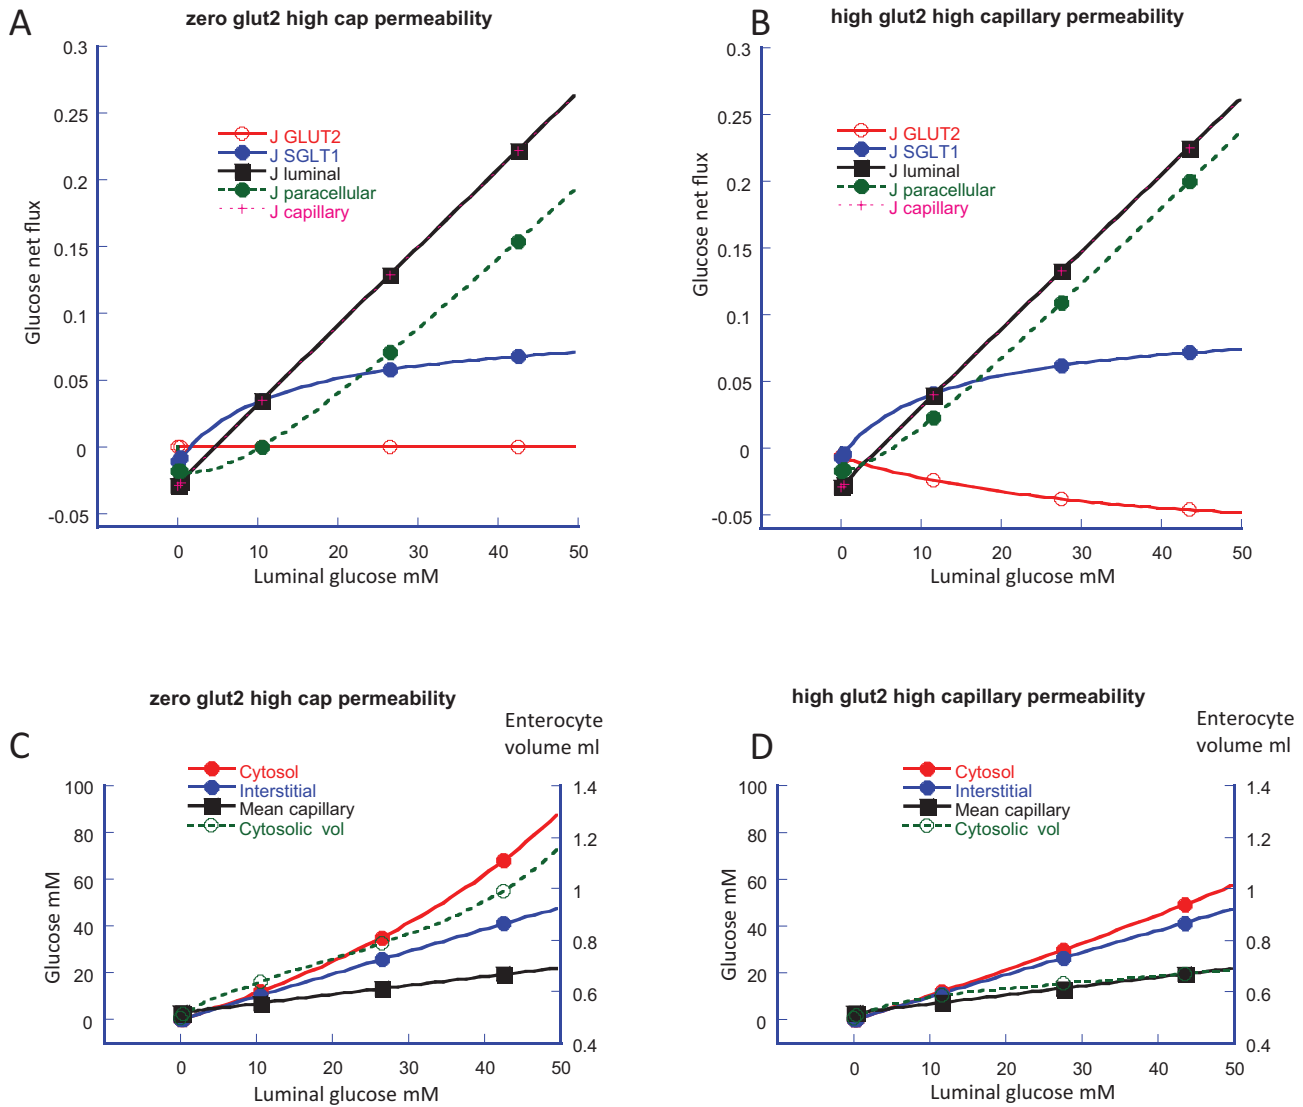 A
zero glut2 high cap permeability
0.3
0.25
0.2
0.15
0.1
0.05
0
-0.05
Glucose net flux
J GLUT2
J SGLT1
J luminal
J paracellular
J capillary
0 10 20 30 40 50
Luminal glucose mM
B
high glut2 high capillary permeability
0.3
0.25
0.2
0.15
0.1
0.05
0
-0.05
Glucose net flux
J GLUT2
J SGLT1
J luminal
J paracellular
J capillary
0 10 20 30 40 50
Luminal glucose mM
C
zero glut2 high cap permeability
Enterocyte
volume ml
Cytosol
Interstitial
Mean capillary
Cytosolic vol
100
80
60
40
20
0
Glucose mM
1.4
1.2
1
0.8
0.6
0.4
0 10 20 30 40 50
Luminal glucose mM
D
high glut2 high capillary permeability
Enterocyte
volume ml
Cytosol
Interstitial
Mean capillary
Cytosolic vol
100
80
60
40
20
0
Glucose mM
1.4
1.2
1
0.8
0.6
0.4
0 10 20 30 40 50
Luminal glucose mM